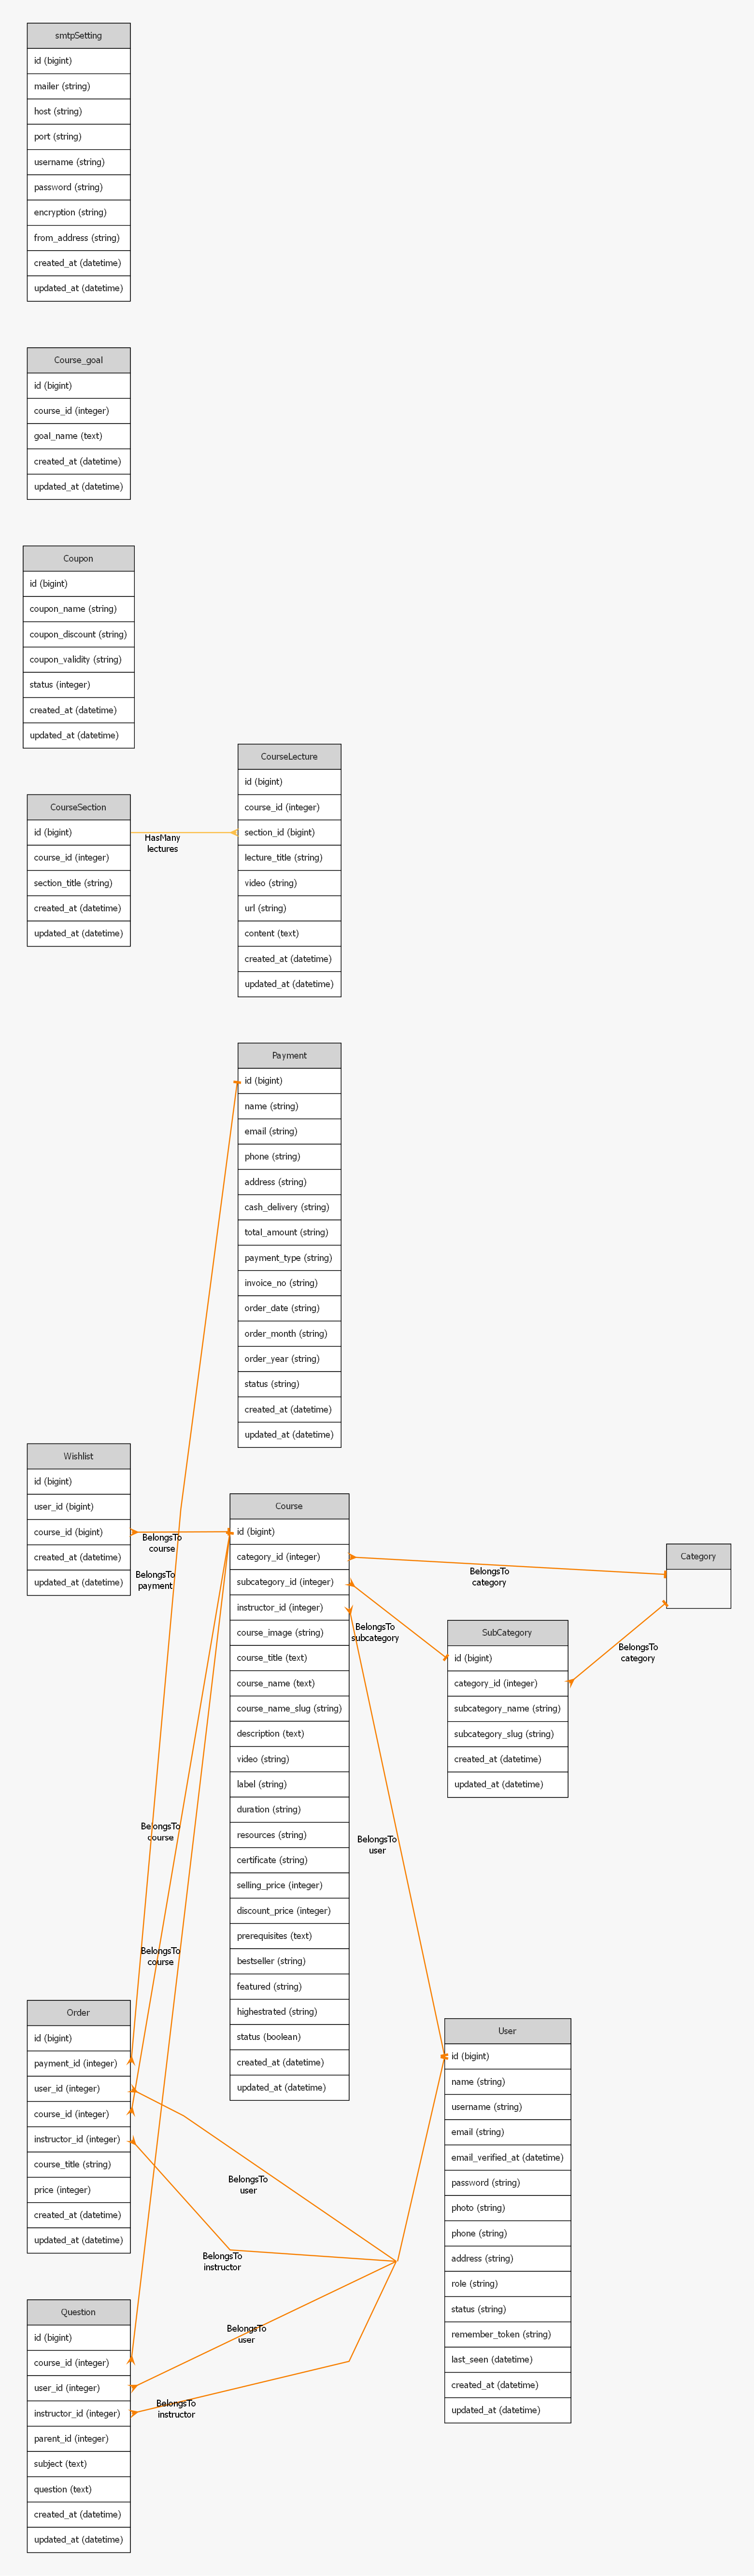 smtpSetting
id (bigint)
mailer (string)
host (string)
port (string)
username (string)
password (string)
encryption (string)
from_address (string)
created_at (datetime)
updated_at (datetime)
Course_goal
id (bigint)
course_id (integer)
goal_name (text)
created_at (datetime)
updated_at (datetime)
Coupon
id (bigint)
coupon_name (string)
coupon_discount (string)
coupon_validity (string)
status (integer)
created_at (datetime)
updated_at (datetime)
CourseSection
id (bigint)
course_id (integer)
section_title (string)
created_at (datetime)
updated_at (datetime)
HasMany
lectures
CourseLecture
id (bigint)
course_id (integer)
section_id (bigint)
lecture_title (string)
video (string)
url (string)
content (text)
created_at (datetime)
updated_at (datetime)
Payment
id (bigint)
name (string)
email (string)
phone (string)
address (string)
cash_delivery (string)
total_amount (string)
payment_type (string)
invoice_no (string)
order_date (string)
order_month (string)
order_year (string)
status (string)
created_at (datetime)
updated_at (datetime)
Wishlist
id (bigint)
user_id (bigint)
course_id (bigint)
created_at (datetime)
updated_at (datetime)
BelongsTo
course
BelongsTo
payment
Course
id (bigint)
category_id (integer)
subcategory_id (integer)
instructor_id (integer)
course_image (string)
course_title (text)
course_name (text)
course_name_slug (string)
description (text)
video (string)
label (string)
duration (string)
resources (string)
certificate (string)
selling_price (integer)
discount_price (integer)
prerequisites (text)
bestseller (string)
featured (string)
highestrated (string)
status (boolean)
created_at (datetime)
updated_at (datetime)
BelongsTo
category
BelongsTo
subcategory
Category
SubCategory
id (bigint)
category_id (integer)
subcategory_name (string)
subcategory_slug (string)
created_at (datetime)
updated_at (datetime)
BelongsTo
category
BelongsTo
course
BelongsTo
user
BelongsTo
course
Order
id (bigint)
payment_id (integer)
user_id (integer)
course_id (integer)
instructor_id (integer)
course_title (string)
price (integer)
created_at (datetime)
updated_at (datetime)
BelongsTo
user
BelongsTo
instructor
User
id (bigint)
name (string)
username (string)
email (string)
email_verified_at (datetime)
password (string)
photo (string)
phone (string)
address (string)
role (string)
status (string)
remember_token (string)
last_seen (datetime)
created_at (datetime)
updated_at (datetime)
Question
id (bigint)
course_id (integer)
user_id (integer)
instructor_id (integer)
parent_id (integer)
subject (text)
question (text)
created_at (datetime)
updated_at (datetime)
BelongsTo
user
BelongsTo
instructor